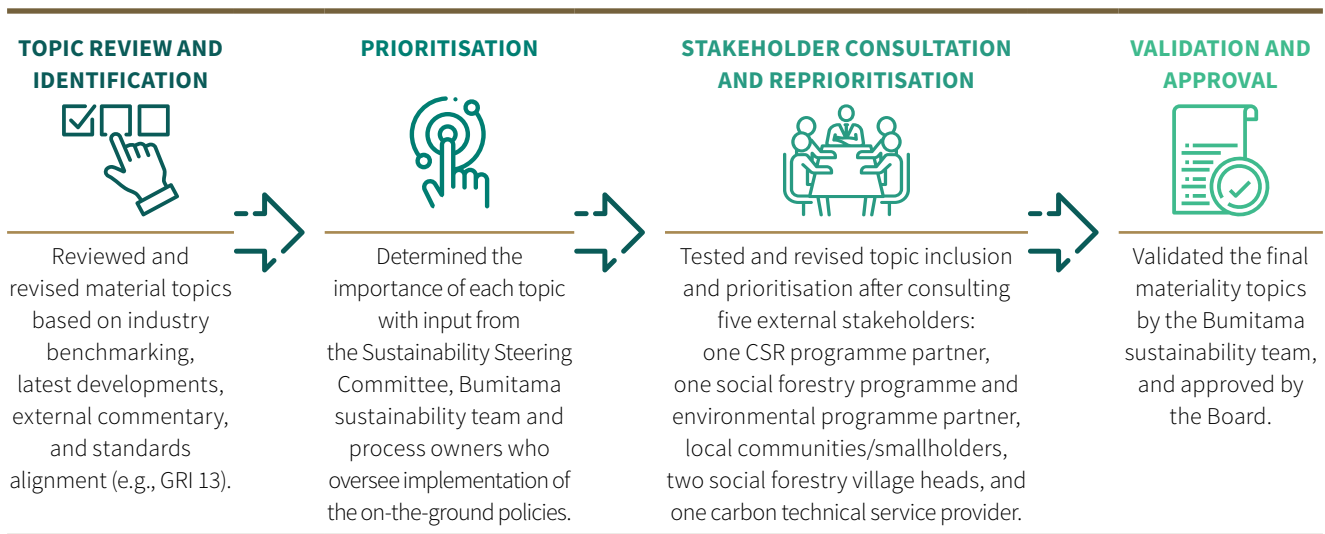 TOPIC REVIEW AND
IDENTIFICATION
Reviewed and
revised material topics
based on industry
benchmarking,
latest developments,
external commentary,
and standards
alignment (e.g., GRI 13).
PRIORITISATION
Determined the
importance of each topic
with input from
the Sustainability Steering
Committee, Bumitama
sustainability team and
process owners who
oversee implementation of
the on-the-ground policies.
STAKEHOLDER CONSULTATION
AND REPRIORITISATION
Tested and revised topic inclusion
and prioritisation after consulting
five external stakeholders:
one CSR programme partner,
one social forestry programme and
environmental programme partner,
local communities/smallholders,
two social forestry village heads, and
one carbon technical service provider.
VALIDATION AND
APPROVAL
Validated the final
materiality topics
by the Bumitama
sustainability team,
and approved by
the Board.